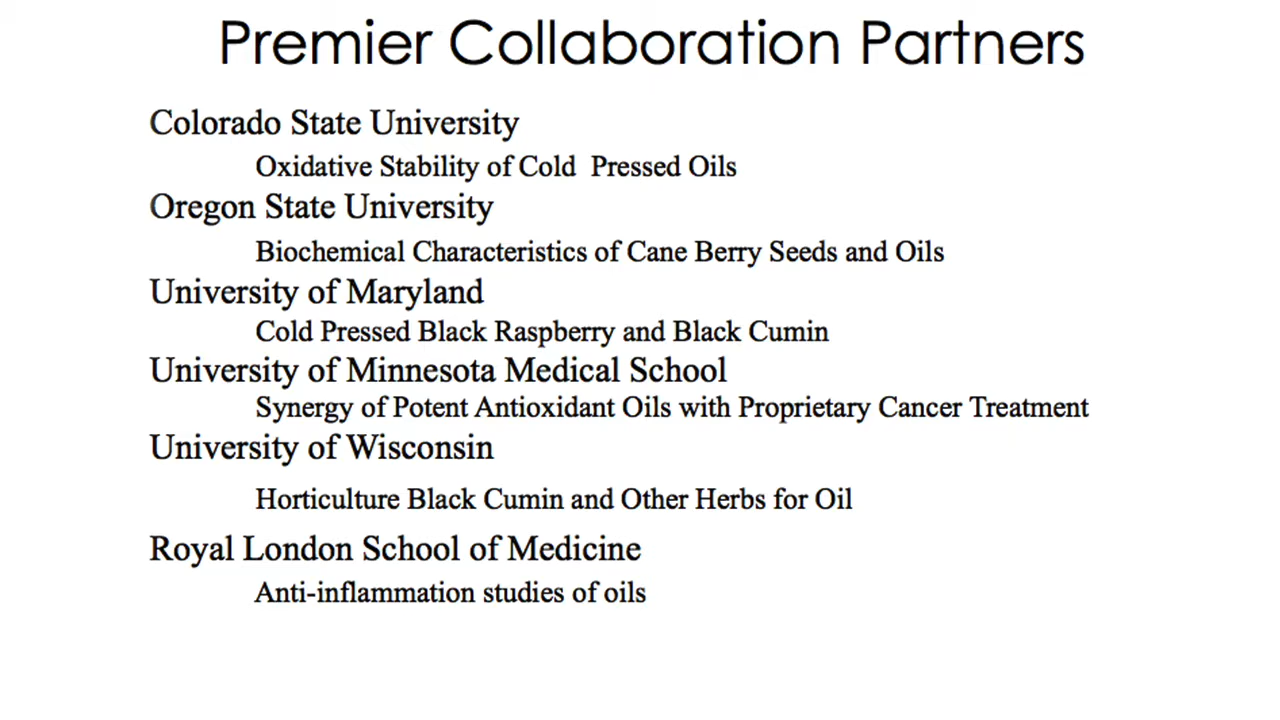 Premier Collaboration Partners
Colorado State University
Oxidative Stability of Cold Pressed Oils
Oregon State University
Biochemical Characteristics of Cane Berry Seeds and Oils
University of Maryland
Cold Pressed Black Raspberry and Black Cumin
University of Minnesota Medical School
Synergy of Potent Antioxidant Oils with Proprietary Cancer Treatment
University of Wisconsin
Horticulture Black Cumin and Other Herbs for Oil
Royal London School of Medicine
Anti-inflammation studies of oils